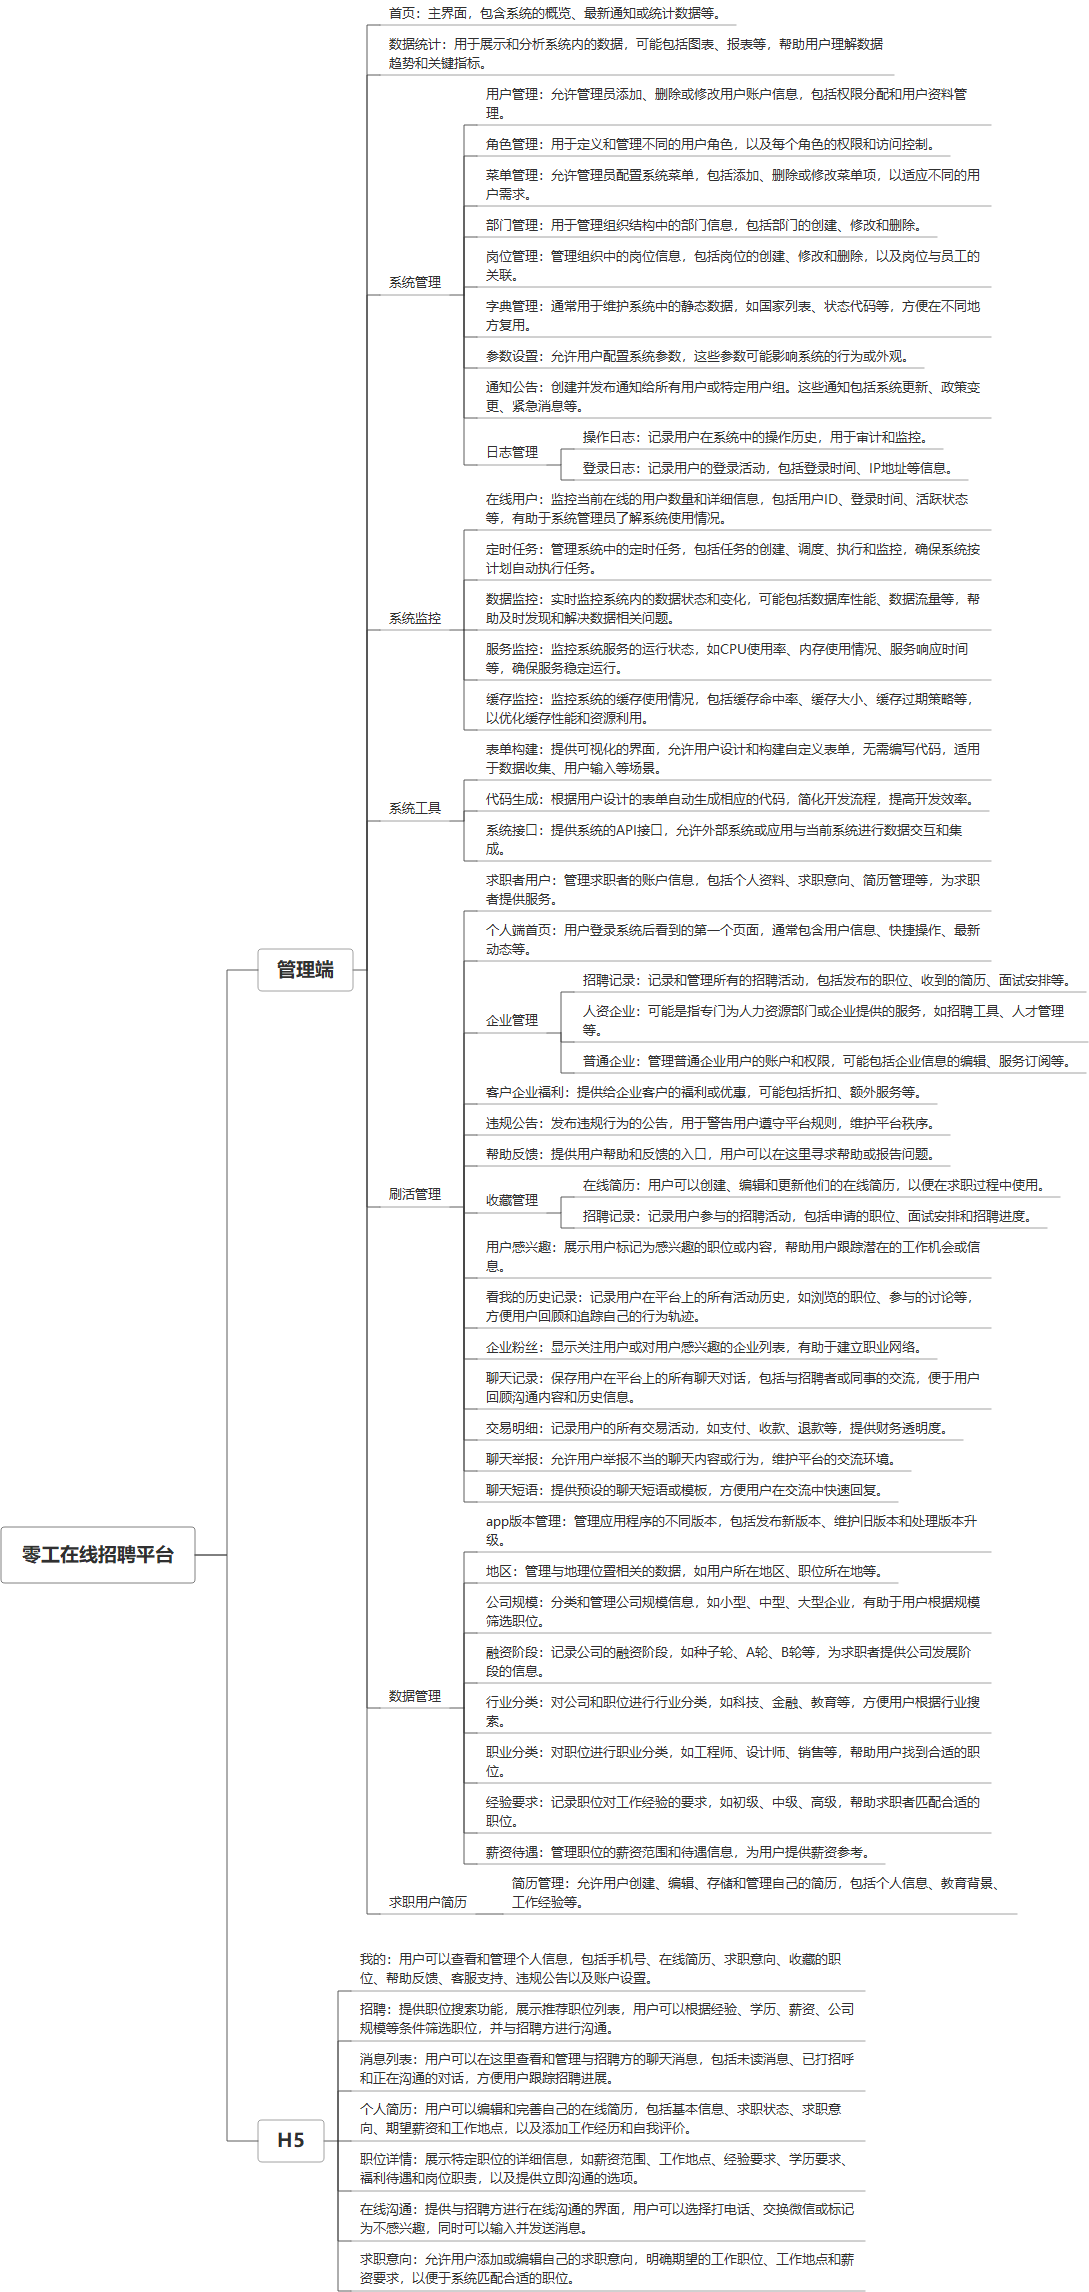 首页：主界面，包含系统的概览、最新通知或统计数据等。
数据统计：用于展示和分析系统内的数据，可能包括图表、报表等，帮助用户理解数据
趋势和关键指标。
用户管理：允许管理员添加、删除或修改用户账户信息，包括权限分配和用户资料管
理。
角色管理：用于定义和管理不同的用户角色，以及每个角色的权限和访问控制。
菜单管理：允许管理员配置系统菜单，包括添加、删除或修改菜单项，以适应不同的用
户需求。
部门管理：用于管理组织结构中的部门信息，包括部门的创建、修改和删除。
岗位管理：管理组织中的岗位信息，包括岗位的创建、修改和删除，以及岗位与员工的
关联。
系统管理
字典管理：通常用于维护系统中的静态数据，如国家列表、状态代码等，方便在不同地
方复用。
参数设置：允许用户配置系统参数，这些参数可能影响系统的行为或外观。
通知公告：创建并发布通知给所有用户或特定用户组。这些通知包括系统更新、政策变
更、紧急消息等。
日志管理
操作日志：记录用户在系统中的操作历史，用于审计和监控。
登录日志：记录用户的登录活动，包括登录时间、IP地址等信息。
在线用户：监控当前在线的用户数量和详细信息，包括用户ID、登录时间、活跃状态
等，有助于系统管理员了解系统使用情况。
定时任务：管理系统中的定时任务，包括任务的创建、调度、执行和监控，确保系统按
计划自动执行任务。
系统监控
数据监控：实时监控系统内的数据状态和变化，可能包括数据库性能、数据流量等，帮
助及时发现和解决数据相关问题。
服务监控：监控系统服务的运行状态，如CPU使用率、内存使用情况、服务响应时间
等，确保服务稳定运行。
缓存监控：监控系统的缓存使用情况，包括缓存命中率、缓存大小、缓存过期策略等，
以优化缓存性能和资源利用。
表单构建：提供可视化的界面，允许用户设计和构建自定义表单，无需编写代码，适用
于数据收集、用户输入等场景。
系统工具
代码生成：根据用户设计的表单自动生成相应的代码，简化开发流程，提高开发效率。
系统接口：提供系统的API接口，允许外部系统或应用与当前系统进行数据交互和集
成。
求职者用户：管理求职者的账户信息，包括个人资料、求职意向、简历管理等，为求职
者提供服务。
个人端首页：用户登录系统后看到的第一个页面，通常包含用户信息、快捷操作、最新
动态等。
管理端
企业管理
招聘记录：记录和管理所有的招聘活动，包括发布的职位、收到的简历、面试安排等。
人资企业：可能是指专门为人力资源部门或企业提供的服务，如招聘工具、人才管理
等。
普通企业：管理普通企业用户的账户和权限，可能包括企业信息的编辑、服务订阅等。
客户企业福利：提供给企业客户的福利或优惠，可能包括折扣、额外服务等。
违规公告：发布违规行为的公告，用于警告用户遵守平台规则，维护平台秩序。
帮助反馈：提供用户帮助和反馈的入口，用户可以在这里寻求帮助或报告问题。
刷活管理
收藏管理
在线简历：用户可以创建、编辑和更新他们的在线简历，以便在求职过程中使用。
招聘记录：记录用户参与的招聘活动，包括申请的职位、面试安排和招聘进度。
用户感兴趣：展示用户标记为感兴趣的职位或内容，帮助用户跟踪潜在的工作机会或信
息。
看我的历史记录：记录用户在平台上的所有活动历史，如浏览的职位、参与的讨论等，
方便用户回顾和追踪自己的行为轨迹。
企业粉丝：显示关注用户或对用户感兴趣的企业列表，有助于建立职业网络。
聊天记录：保存用户在平台上的所有聊天对话，包括与招聘者或同事的交流，便于用户
回顾沟通内容和历史信息。
交易明细：记录用户的所有交易活动，如支付、收款、退款等，提供财务透明度。
聊天举报：允许用户举报不当的聊天内容或行为，维护平台的交流环境。
聊天短语：提供预设的聊天短语或模板，方便用户在交流中快速回复。
零工在线招聘平台
app版本管理：管理应用程序的不同版本，包括发布新版本、维护旧版本和处理版本升
级。
地区：管理与地理位置相关的数据，如用户所在地区、职位所在地等。
公司规模：分类和管理公司规模信息，如小型、中型、大型企业，有助于用户根据规模
筛选职位。
融资阶段：记录公司的融资阶段，如种子轮、A轮、B轮等，为求职者提供公司发展阶
段的信息。
数据管理
行业分类：对公司和职位进行行业分类，如科技、金融、教育等，方便用户根据行业搜
索。
职业分类：对职位进行职业分类，如工程师、设计师、销售等，帮助用户找到合适的职
位。
经验要求：记录职位对工作经验的要求，如初级、中级、高级，帮助求职者匹配合适的
职位。
薪资待遇：管理职位的薪资范围和待遇信息，为用户提供薪资参考。
求职用户简历
简历管理：允许用户创建、编辑、存储和管理自己的简历，包括个人信息、教育背景、
工作经验等。
我的：用户可以查看和管理个人信息，包括手机号、在线简历、求职意向、收藏的职
位、帮助反馈、客服支持、违规公告以及账户设置。
招聘：提供职位搜索功能，展示推荐职位列表，用户可以根据经验、学历、薪资、公司
规模等条件筛选职位，并与招聘方进行沟通。
消息列表：用户可以在这里查看和管理与招聘方的聊天消息，包括未读消息、已打招呼
和正在沟通的对话，方便用户跟踪招聘进展。
H5
个人简历：用户可以编辑和完善自己的在线简历，包括基本信息、求职状态、求职意
向、期望薪资和工作地点，以及添加工作经历和自我评价。
职位详情：展示特定职位的详细信息，如薪资范围、工作地点、经验要求、学历要求、
福利待遇和岗位职责，以及提供立即沟通的选项。
在线沟通：提供与招聘方进行在线沟通的界面，用户可以选择打电话、交换微信或标记
为不感兴趣，同时可以输入并发送消息。
求职意向：允许用户添加或编辑自己的求职意向，明确期望的工作职位、工作地点和薪
资要求，以便于系统匹配合适的职位。